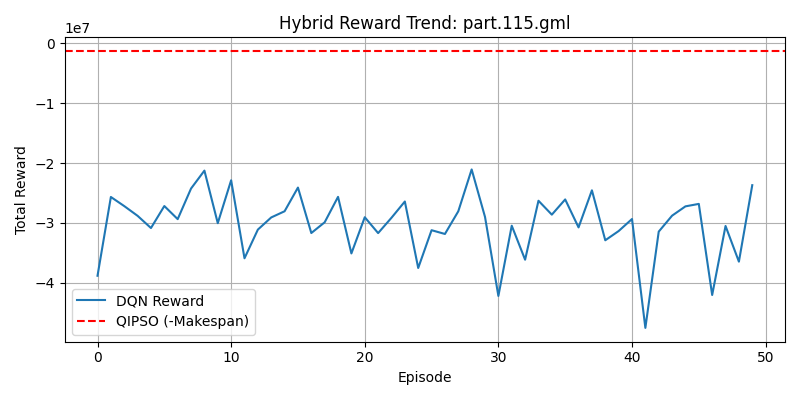 Hybrid Reward Trend: part.115.gml
1e7
0
−1
−2
−3
−4
Total Reward
DQN Reward
QIPSO (-Makespan)
0 10 20 30 40 50
Episode